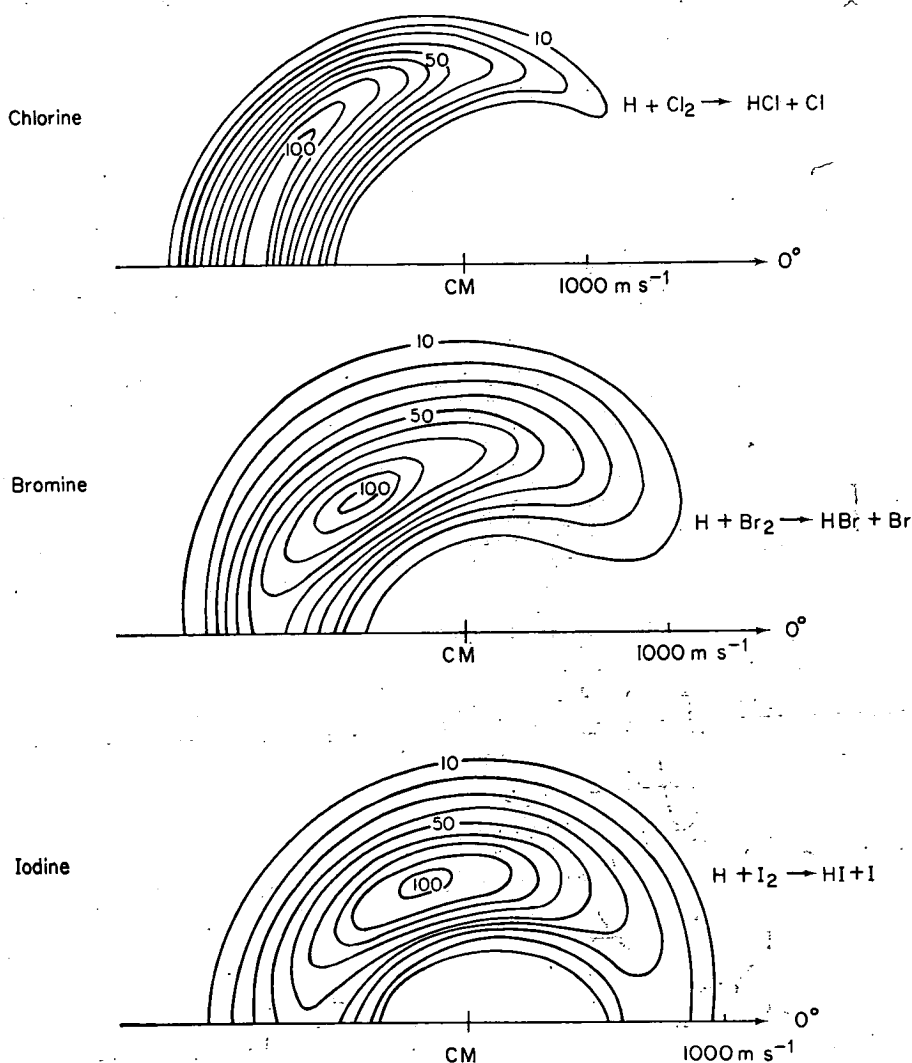 10
50
Chlorine
H + Cl₂ → HCl + Cl
100
0°
CM
1000 m s⁻¹
10
50
Bromine
100
H + Br₂ → HBr + Br
0°
CM
1000 m s⁻¹
10
50
Iodine
100
H + I₂ → HI + I
0°
CM
1000 m s⁻¹